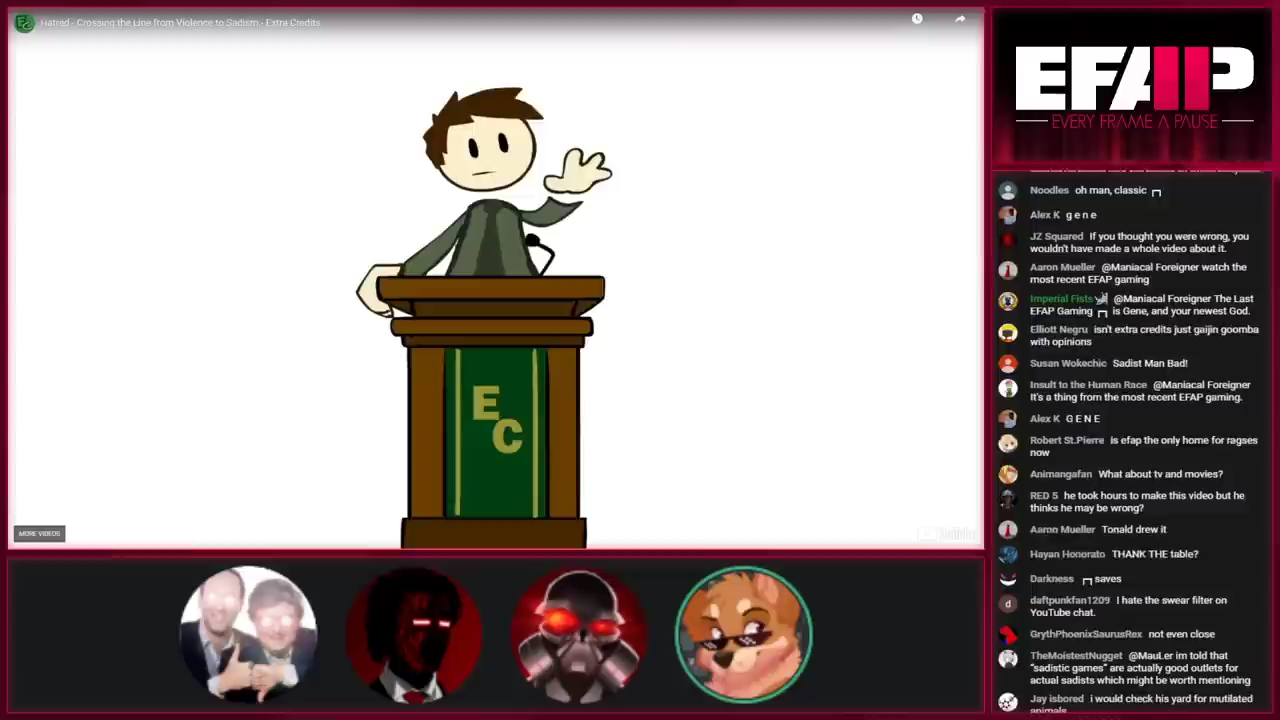 Hatred - Crossing the Line from Violence to Sadism - Extra Credits
EC
E
C
MORE VIDEOS
YouTube
EFAP
EVERY FRAME A PAUSE
Noodles oh man, classic
Alex K g e n e
JZ Squared If you thought you were wrong, you
wouldn't have made a whole video about it.
Aaron Mueller @Maniacal Foreigner watch the
most recent EFAP gaming
Imperial Fists @Maniacal Foreigner The Last
EFAP Gaming is Gene, and your newest God.
Elliott Negru isn't extra credits just gaijin goomba
with opinions
Susan Wokechic Sadist Man Bad!
Insult to the Human Race @Maniacal Foreigner
It's a thing from the most recent EFAP gaming.
Alex K G E N E
Robert St.Pierre is efap the only home for ragses
now
Animangafan What about tv and movies?
RED 5 he took hours to make this video but he
thinks he may be wrong?
Aaron Mueller Tonald drew it
Hayan Honorato THANK THE table?
Darkness saves
daftpunkfan1209 I hate the swear filter on
YouTube chat.
GrythPhoenixSaurusRex not even close
TheMoistestNugget @MauLer im told that
"sadistic games" are actually good outlets for
actual sadists which might be worth mentioning
Jay isbored i would check his yard for mutilated
animals